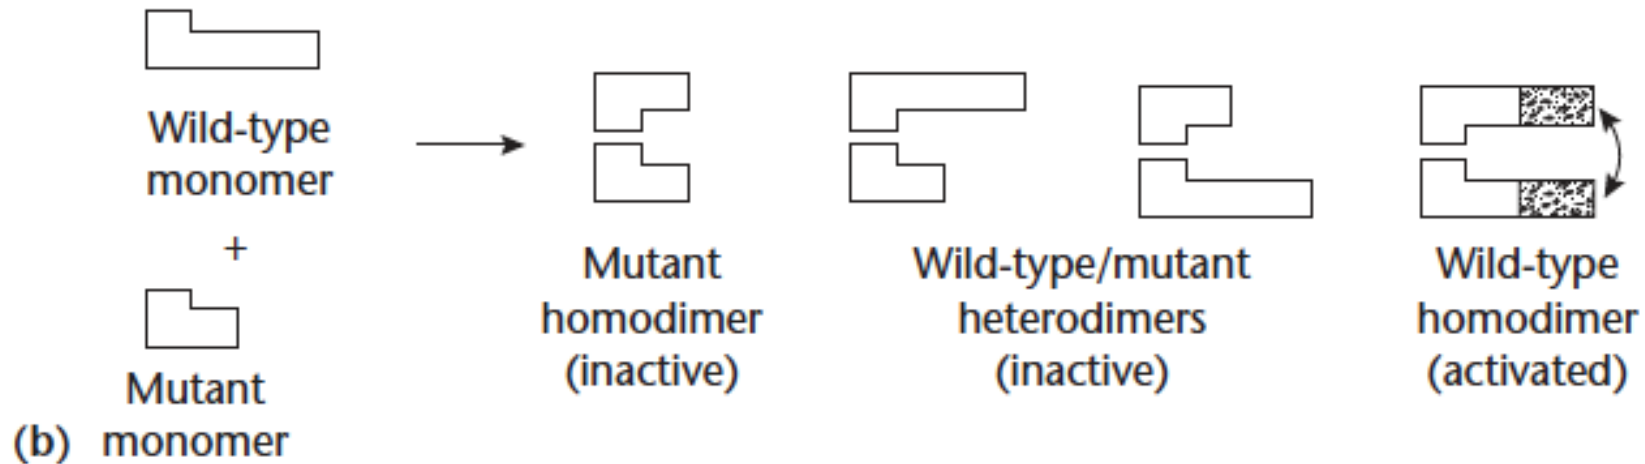 Wild-type
monomer
+
Mutant
monomer
(b)
Mutant
homodimer
(inactive)
Wild-type/mutant
heterodimers
(inactive)
Wild-type
homodimer
(activated)